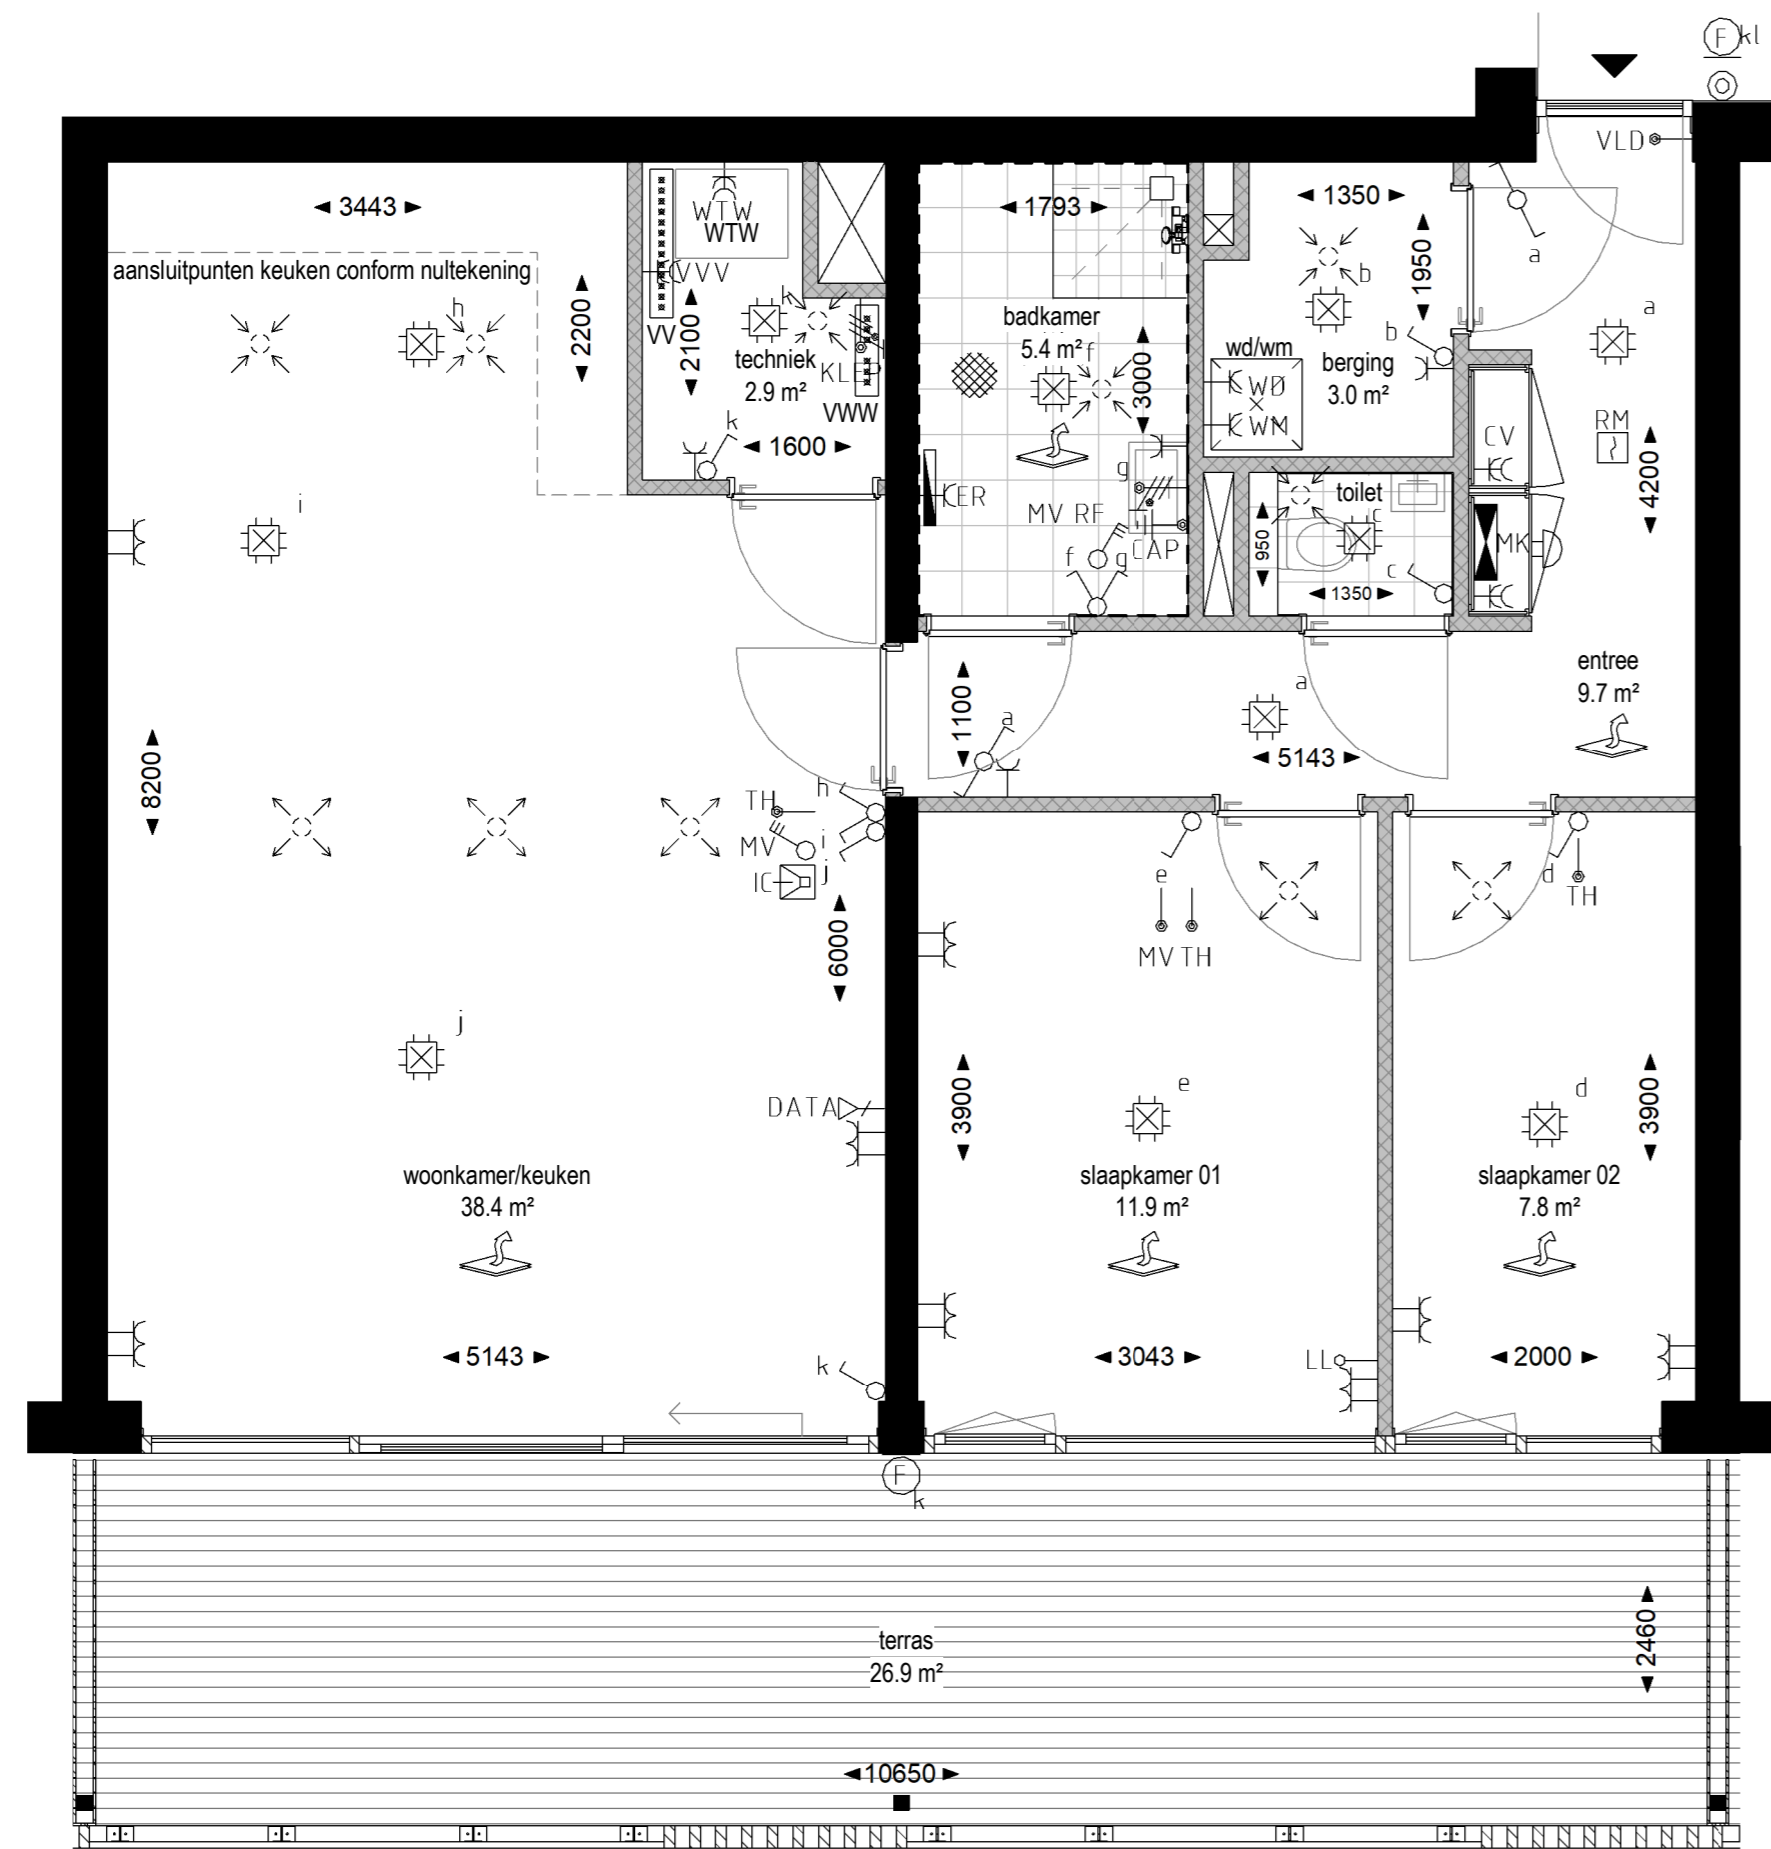 F kl
VLD
3443
1793
1350
a
WTW
WTW
1950
aansluitpunten keuken conform nultekening
VVV
b
h
k
a
2200
VV
2100
badkamer
5.4 m²
f
b
techniek
2.9 m²
3000
wd/wm
berging
3.0 m²
WD
WM
VWW
k
1600
RM
CV
g
4200
ER
MV RF
toilet
c
i
CAP
MK
f
g
950
c
1350
entree
9.7 m²
1100
a
a
5143
8200
h
TH
MV
i
IC
j
e
d
TH
6000
MV TH
j
e
d
DATA
3900
3900
woonkamer/keuken
38.4 m²
slaapkamer 01
11.9 m²
slaapkamer 02
7.8 m²
5143
k
3043
LL
2000
F
k
terras
26.9 m²
2460
10650